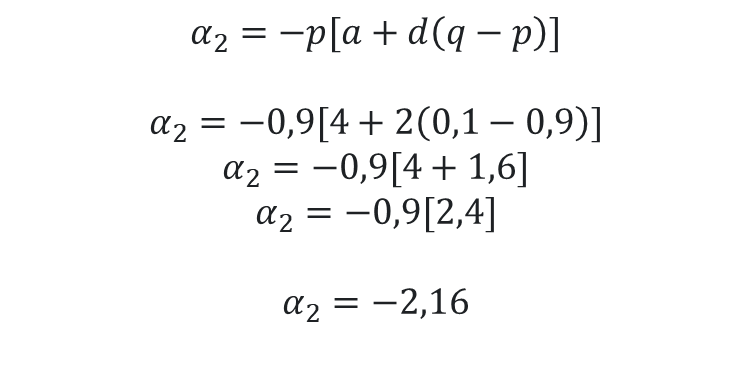 α₂ = −p[a + d(q − p)]
α₂ = −0,9[4 + 2(0,1 − 0,9)]
α₂ = −0,9[4 + 1,6]
α₂ = −0,9[2,4]
α₂ = −2,16